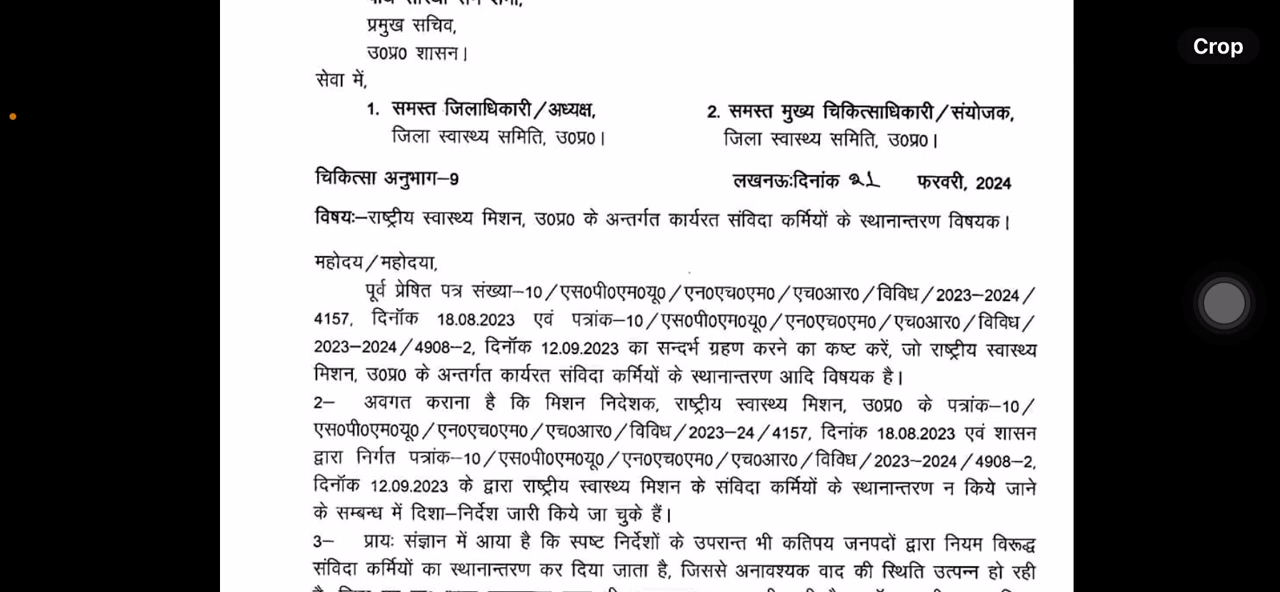 Crop
प्रमुख सचिव,
उ0प्र0 शासन।
सेवा में,
1. समस्त जिलाधिकारी/अध्यक्ष, 2. समस्त मुख्य चिकित्साधिकारी/संयोजक,
जिला स्वास्थ्य समिति, उ0प्र0। जिला स्वास्थ्य समिति, उ0प्र0।
चिकित्सा अनुभाग–9 लखनऊःदिनांक 21 फरवरी, 2024
विषयः–राष्ट्रीय स्वास्थ्य मिशन, उ0प्र0 के अन्तर्गत कार्यरत संविदा कर्मियों के स्थानान्तरण विषयक।
महोदय/महोदया,
पूर्व प्रेषित पत्र संख्या–10/एस0पी0एम0यू0/एन0एच0एम0/एच0आर0/विविध/2023–2024/
4157, दिनॉक 18.08.2023 एवं पत्रांक–10/एस0पी0एम0यू0/एन0एच0एम0/एच0आर0/विविध/
2023–2024/4908–2, दिनॉक 12.09.2023 का सन्दर्भ ग्रहण करने का कष्ट करें, जो राष्ट्रीय स्वास्थ्य
मिशन, उ0प्र0 के अन्तर्गत कार्यरत संविदा कर्मियों के स्थानान्तरण आदि विषयक है।
2– अवगत कराना है कि मिशन निदेशक, राष्ट्रीय स्वास्थ्य मिशन, उ0प्र0 के पत्रांक–10/
एस0पी0एम0यू0/एन0एच0एम0/एच0आर0/विविध/2023–24/4157, दिनांक 18.08.2023 एवं शासन
द्वारा निर्गत पत्रांक–10/एस0पी0एम0यू0/एन0एच0एम0/एच0आर0/विविध/2023–2024/4908–2,
दिनॉक 12.09.2023 के द्वारा राष्ट्रीय स्वास्थ्य मिशन के संविदा कर्मियों के स्थानान्तरण न किये जाने
के सम्बन्ध में दिशा–निर्देश जारी किये जा चुके हैं।
3– प्रायः संज्ञान में आया है कि स्पष्ट निर्देशों के उपरान्त भी कतिपय जनपदों द्वारा नियम विरूद्ध
संविदा कर्मियों का स्थानान्तरण कर दिया जाता है, जिससे अनावश्यक वाद की स्थिति उत्पन्न हो रही